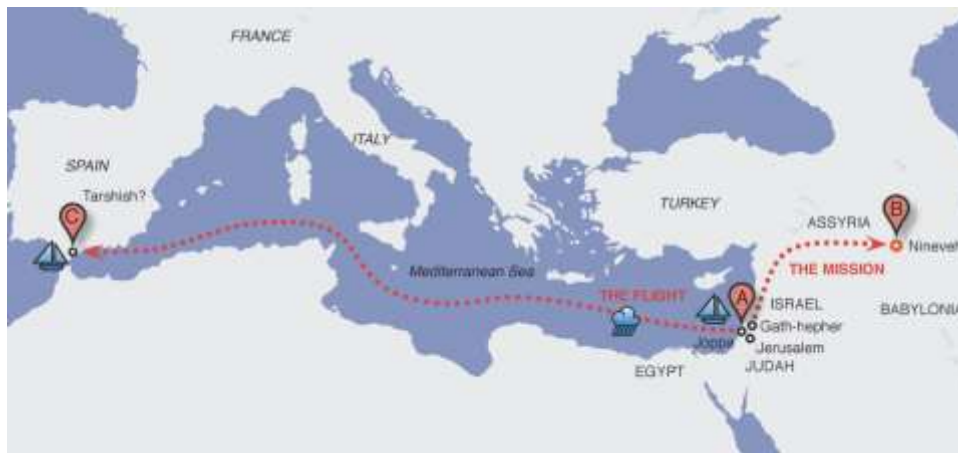 FRANCE
ITALY
SPAIN
Tarshish?
C
TURKEY
B
ASSYRIA
Nineveh
THE MISSION
Mediterranean Sea
THE FLIGHT
A
ISRAEL
BABYLONIA
Gath-hepher
Joppa
Jerusalem
EGYPT
JUDAH